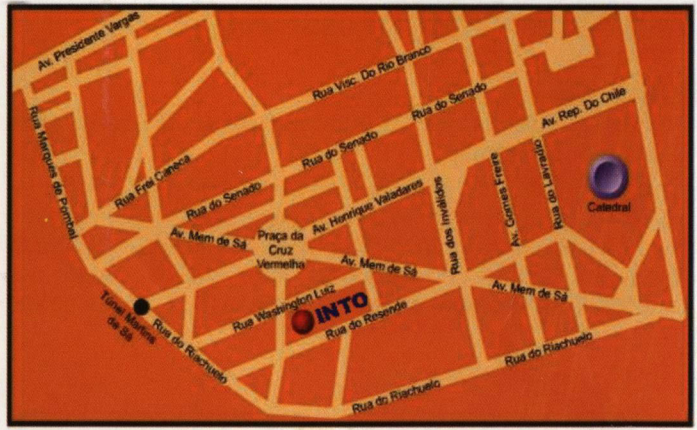 Av. Presidente Vargas
Rua Visc. Do Rio Branco
Rua Marques de Pombal
Rua do Senado
Av. Rep. Do Chile
Rua do Senado
Rua Frei Caneca
Rua do Senado
Av. Henrique Valadares
Rua dos Invalidos
Av. Gomes Freire
Rua do Lavradio
Catedral
Av. Mem de Sá
Praça da
Cruz
Vermelha
Av. Mem de Sá
Av. Mem de Sá
Rua Washington Luiz
INTO
Rua do Resende
Túnel Martins
de Sá
Rua do Riachuelo
Rua do Riachuelo
Rua do Riachuelo